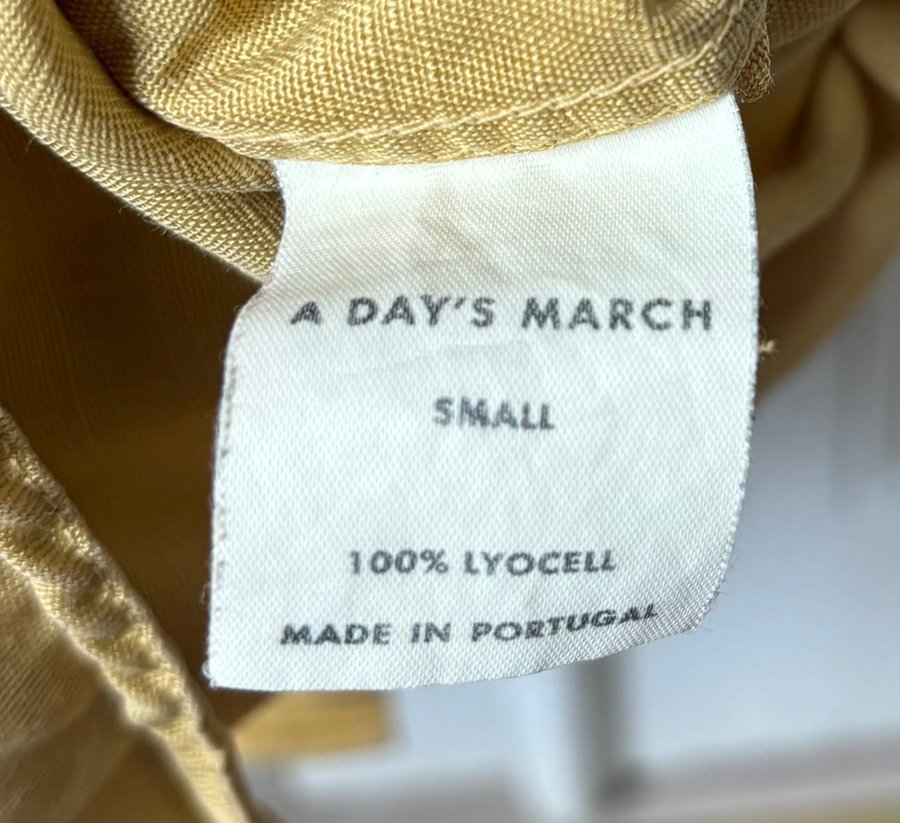 A DAY'S MARCH
SMALL
100% LYOCELL
MADE IN PORTUGAL